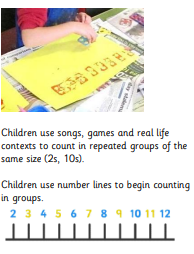 Children use songs, games and real life
contexts to count in repeated groups of the
same size (2s, 10s).
Children use number lines to begin counting
in groups.
2 3 4 5 6 7 8 9 10 11 12